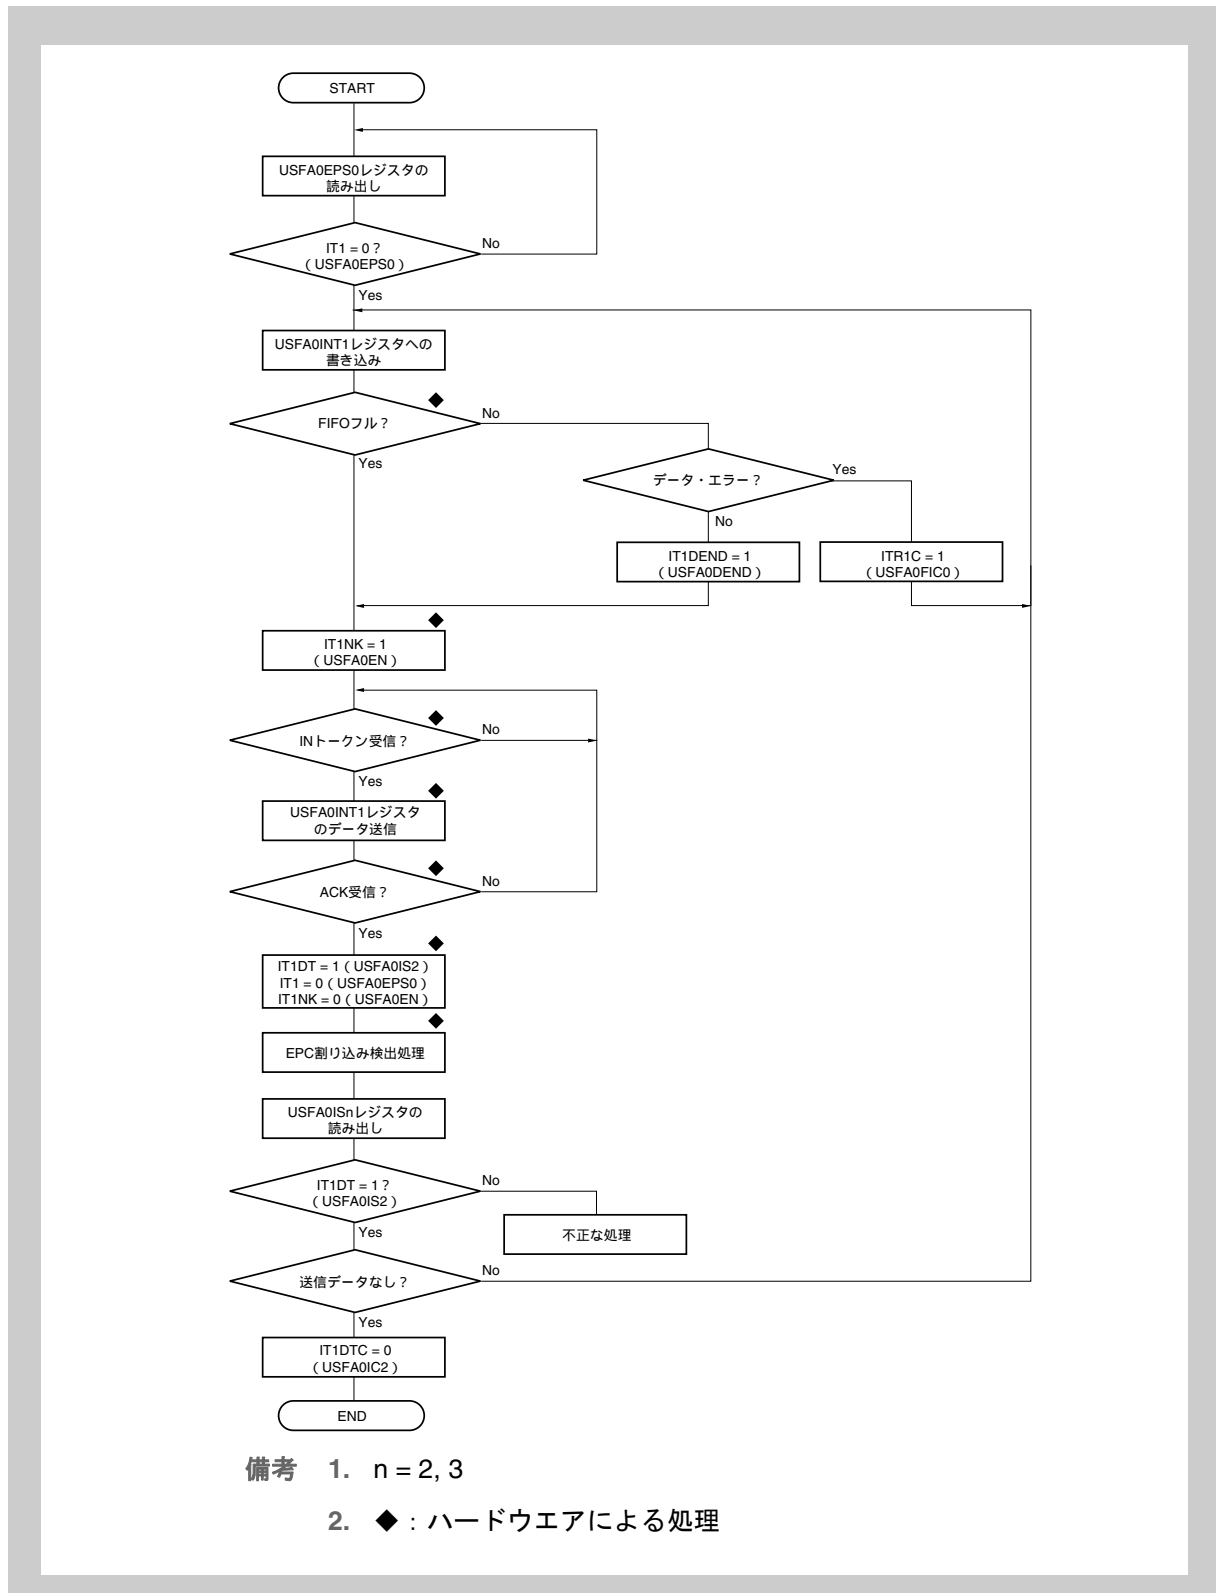 START
USFA0EPS0レジスタの
読み出し
IT1 = 0 ?
( USFA0EPS0 )
No
Yes
USFA0INT1レジスタへの
書き込み
◆
FIFOフル ?
No
Yes
データ・エラー ?
Yes
No
IT1DEND = 1
( USFA0DEND )
ITR1C = 1
( USFA0FIC0 )
◆
IT1NK = 1
( USFA0EN )
◆
INトークン受信 ?
No
Yes
◆
USFA0INT1レジスタ
のデータ送信
◆
ACK受信 ?
No
Yes
◆
IT1DT = 1 ( USFA0IS2 )
IT1 = 0 ( USFA0EPS0 )
IT1NK = 0 ( USFA0EN )
◆
EPC割り込み検出処理
USFA0ISnレジスタの
読み出し
IT1DT = 1 ?
( USFA0IS2 )
No
Yes
不正な処理
送信データなし ?
No
Yes
IT1DTC = 0
( USFA0IC2 )
END
備考 1. n = 2, 3
2. ◆ : ハードウエアによる処理